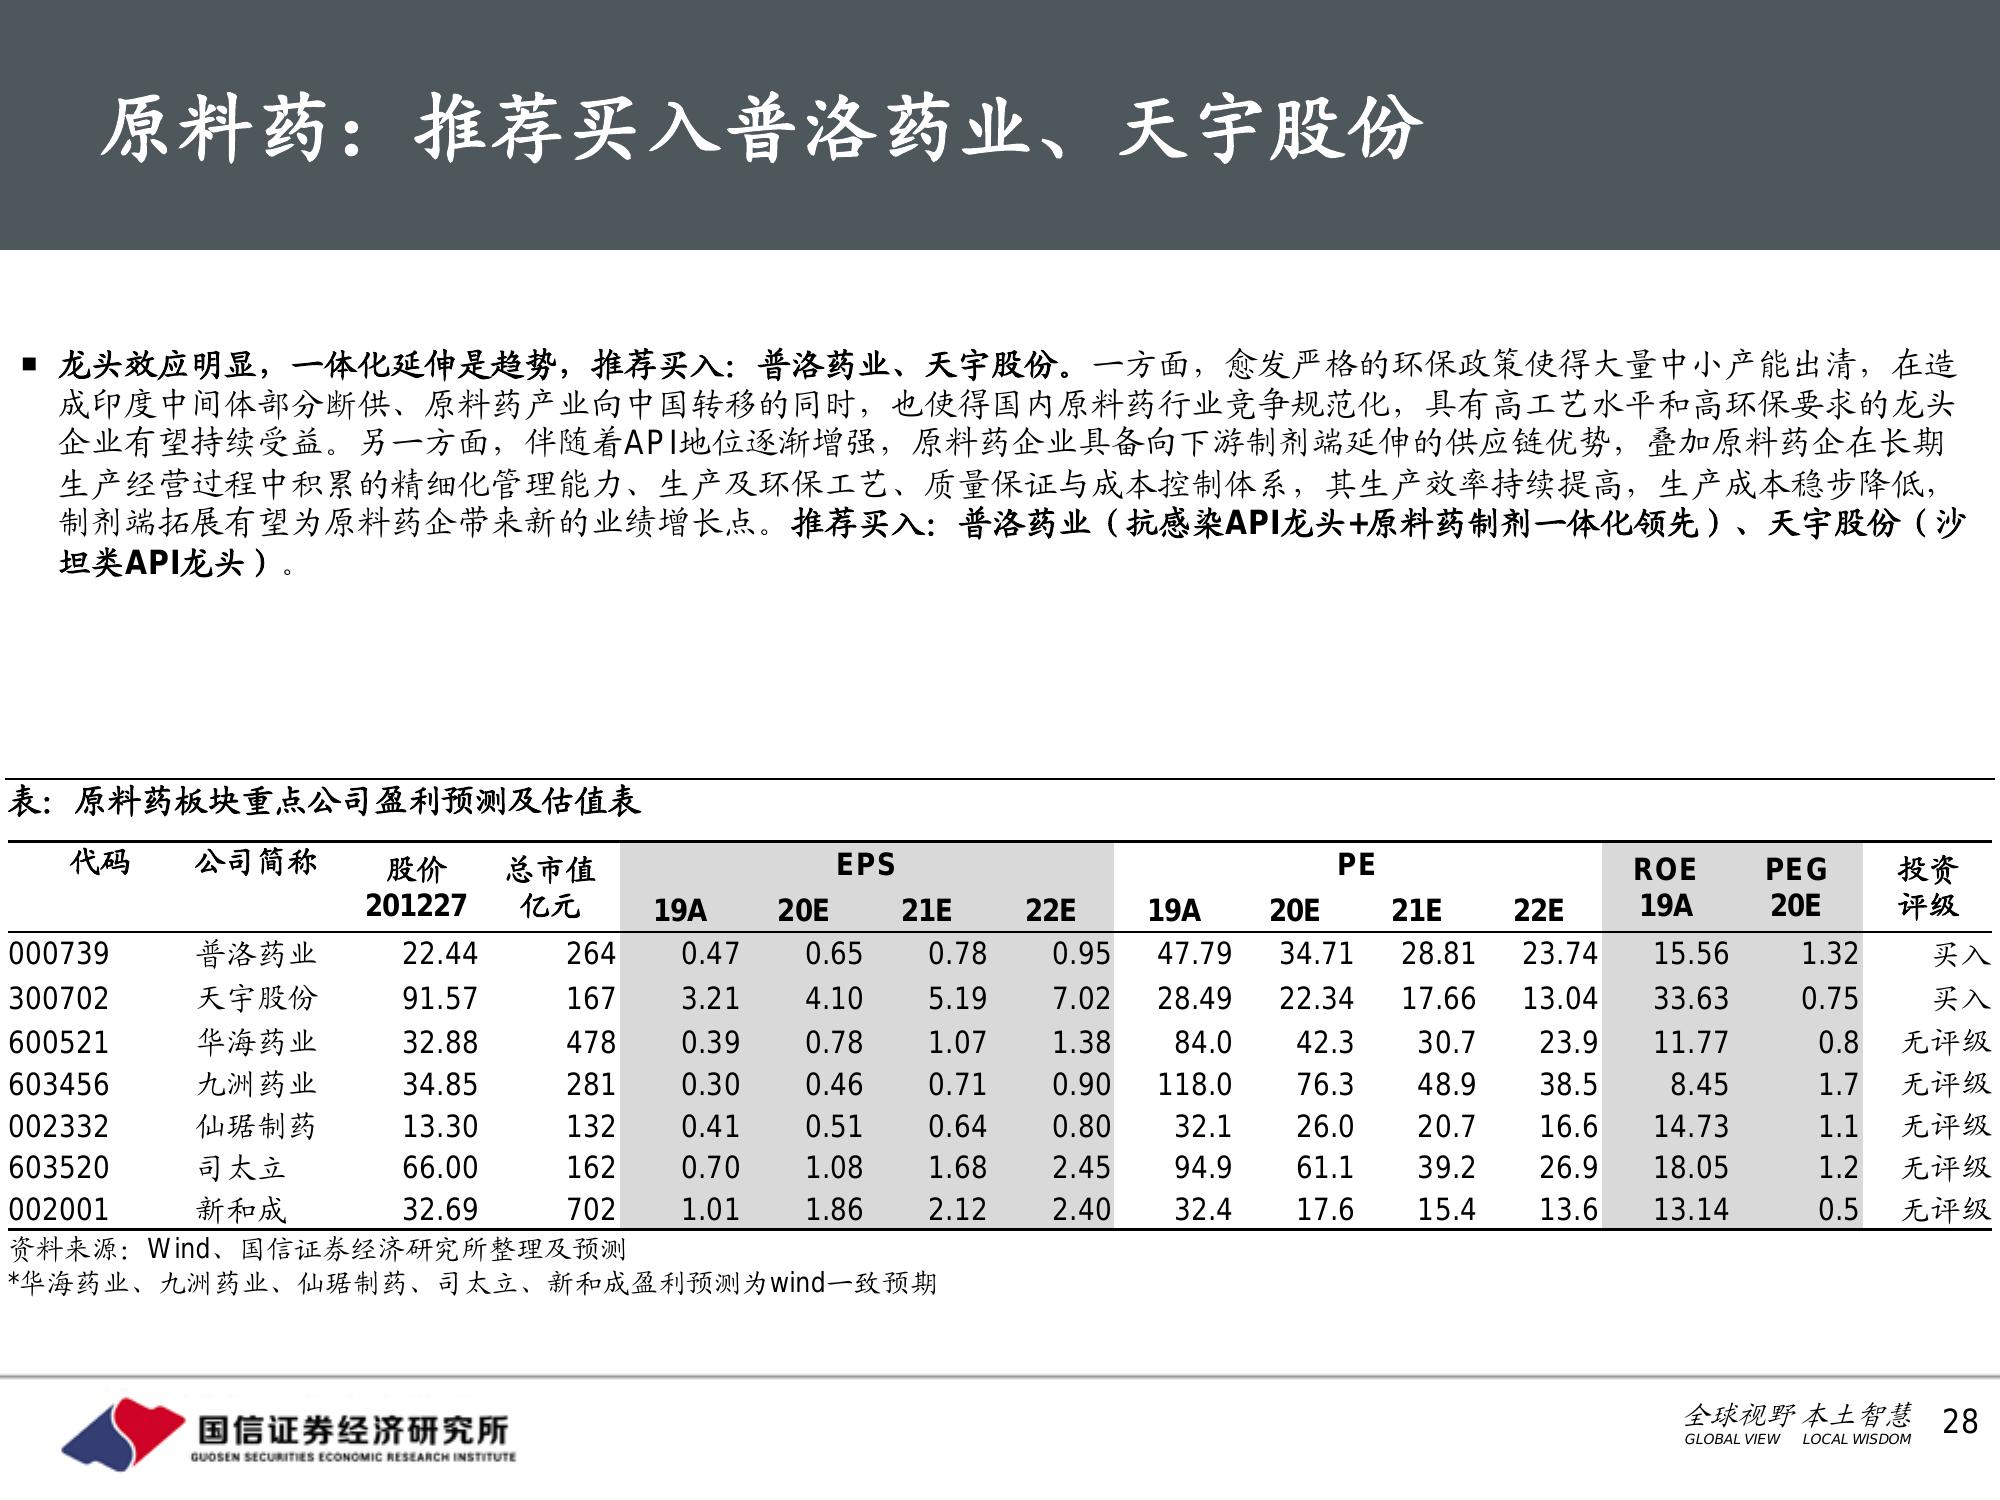 原料药：推荐买入普洛药业、天宇股份
■ 龙头效应明显，一体化延伸是趋势，推荐买入：普洛药业、天宇股份。一方面，愈发严格的环保政策使得大量中小产能出清，在造
成印度中间体部分断供、原料药产业向中国转移的同时，也使得国内原料药行业竞争规范化，具有高工艺水平和高环保要求的龙头
企业有望持续受益。另一方面，伴随着API地位逐渐增强，原料药企业具备向下游制剂端延伸的供应链优势，叠加原料药企在长期
生产经营过程中积累的精细化管理能力、生产及环保工艺、质量保证与成本控制体系，其生产效率持续提高，生产成本稳步降低，
制剂端拓展有望为原料药企带来新的业绩增长点。推荐买入：普洛药业（抗感染API龙头+原料药制剂一体化领先）、天宇股份（沙
坦类API龙头）。
表：原料药板块重点公司盈利预测及估值表
代码 公司简称 股价 总市值 EPS PE ROE PEG 投资
201227 亿元 19A 20E 21E 22E 19A 20E 21E 22E 19A 20E 评级
000739 普洛药业 22.44 264 0.47 0.65 0.78 0.95 47.79 34.71 28.81 23.74 15.56 1.32 买入
300702 天宇股份 91.57 167 3.21 4.10 5.19 7.02 28.49 22.34 17.66 13.04 33.63 0.75 买入
600521 华海药业 32.88 478 0.39 0.78 1.07 1.38 84.0 42.3 30.7 23.9 11.77 0.8 无评级
603456 九洲药业 34.85 281 0.30 0.46 0.71 0.90 118.0 76.3 48.9 38.5 8.45 1.7 无评级
002332 仙琚制药 13.30 132 0.41 0.51 0.64 0.80 32.1 26.0 20.7 16.6 14.73 1.1 无评级
603520 司太立 66.00 162 0.70 1.08 1.68 2.45 94.9 61.1 39.2 26.9 18.05 1.2 无评级
002001 新和成 32.69 702 1.01 1.86 2.12 2.40 32.4 17.6 15.4 13.6 13.14 0.5 无评级
资料来源：Wind、国信证券经济研究所整理及预测
*华海药业、九洲药业、仙琚制药、司太立、新和成盈利预测为wind一致预期
国信证券经济研究所
GUOSEN SECURITIES ECONOMIC RESEARCH INSTITUTE
全球视野 本土智慧
GLOBAL VIEW LOCAL WISDOM
28